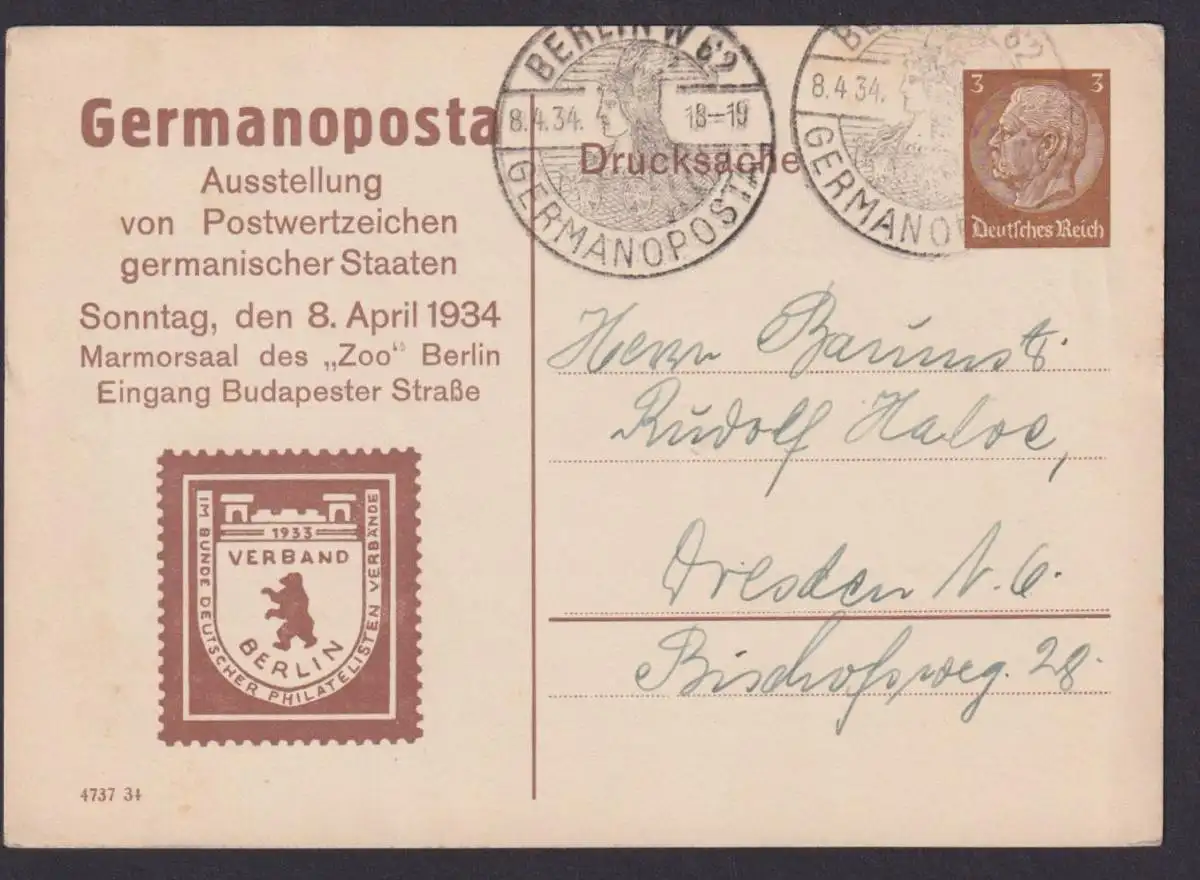 Germanoposta
Ausstellung
von Postwertzeichen
germanischer Staaten
Sonntag, den 8. April 1934
Marmorsaal des „Zoo“ Berlin
Eingang Budapester Straße
1933
VERBAND
BERLIN
IM BUNDE DEUTSCHER PHILATELISTEN VERBÄNDE
4737 34
BERLIN W 62
8.4.34. 18–19
GERMANOPOSTA
Drucksache
8.4.34.
3 3
Deutsches Reich
Herrn
Rudolf
Dresden N. 6.
Bischofsweg. 28.